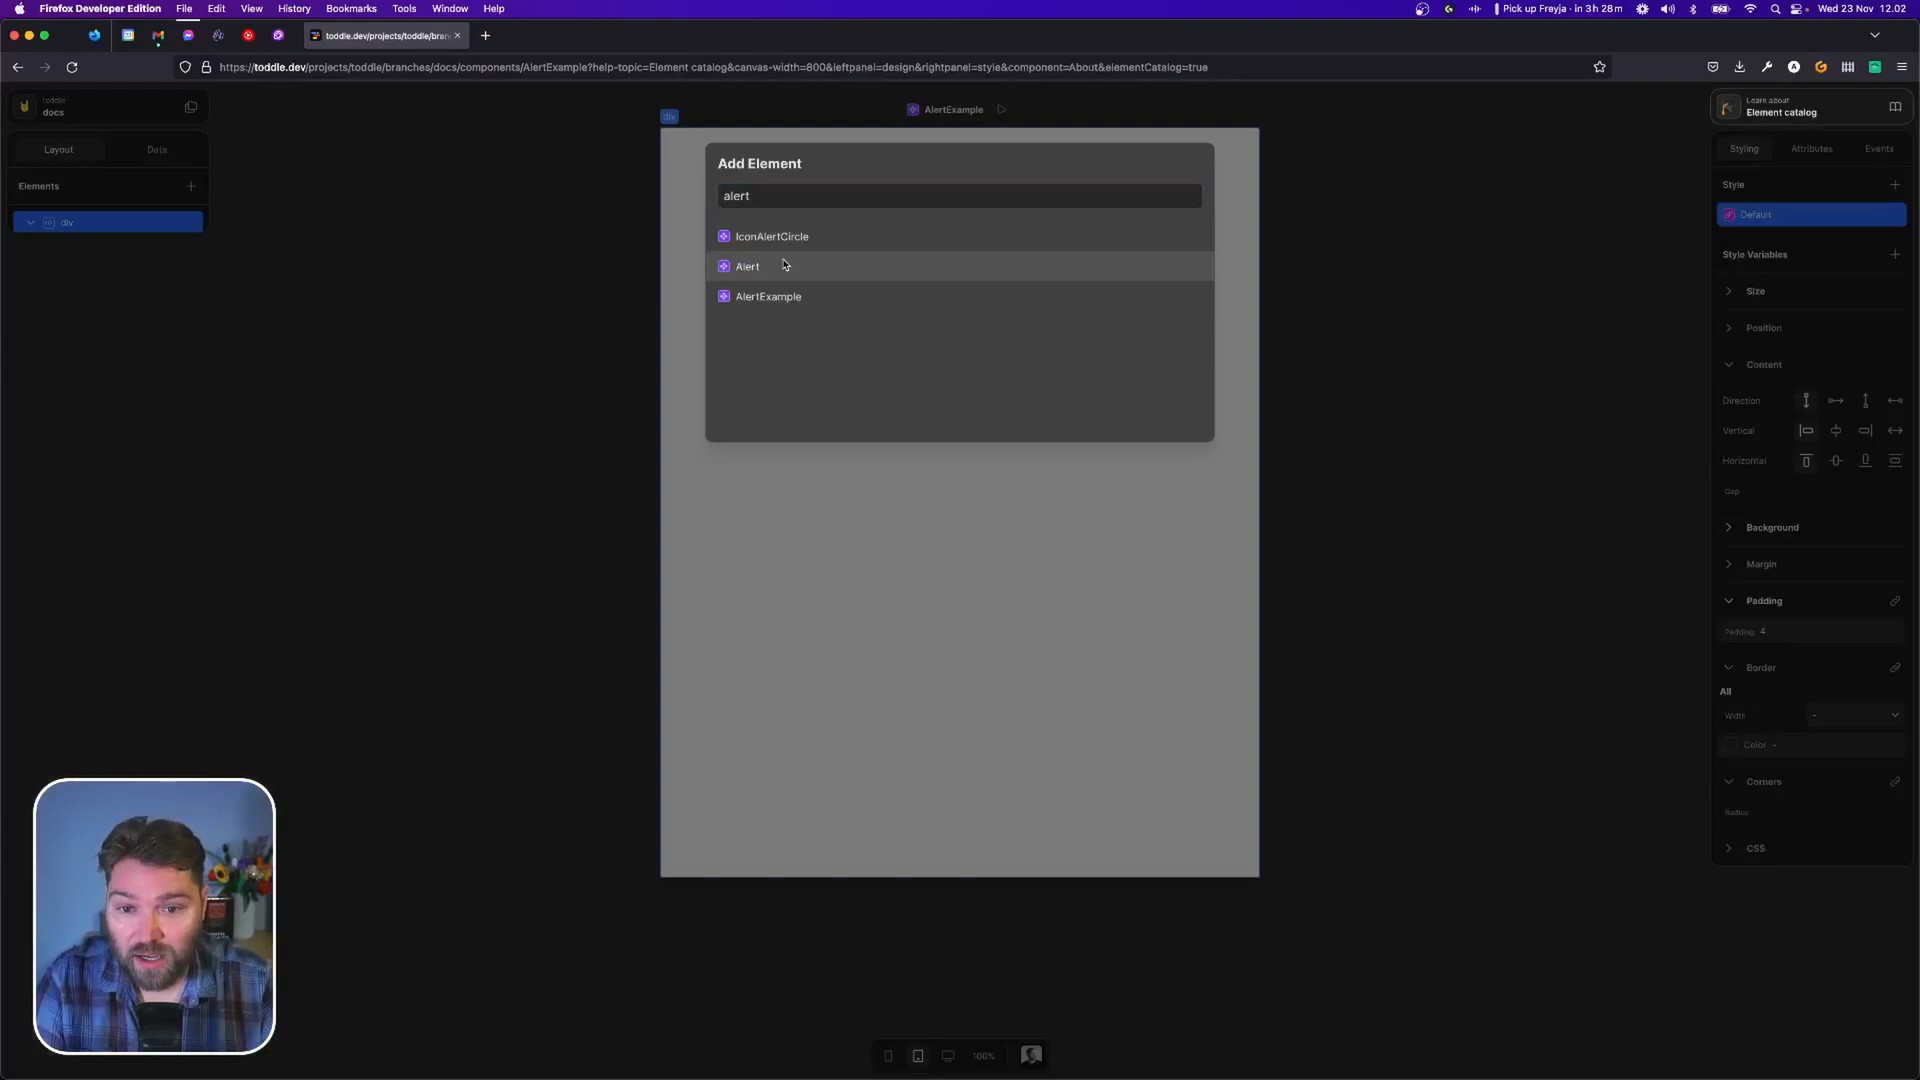 Firefox Developer Edition File Edit View History Bookmarks Tools Window Help
Pick up Freyja · in 3h 28m
Wed 23 Nov 12.02
toddle.dev/projects/toddle/bran
https://toddle.dev/projects/toddle/branches/docs/components/AlertExample?help-topic=Element catalog&canvas-width=800&leftpanel=design&rightpanel=style&component=About&elementCatalog=true
toddle
docs
Layout Data
Elements
div
div
AlertExample
Add Element
alert
IconAlertCircle
Alert
AlertExample
100%
Learn about
Element catalog
Styling Attributes Events
Style
Default
Style Variables
Size
Position
Content
Direction
Vertical
Horizontal
Gap
Background
Margin
Padding
Padding 4
Border
All
Width -
Color -
Corners
Radius
CSS